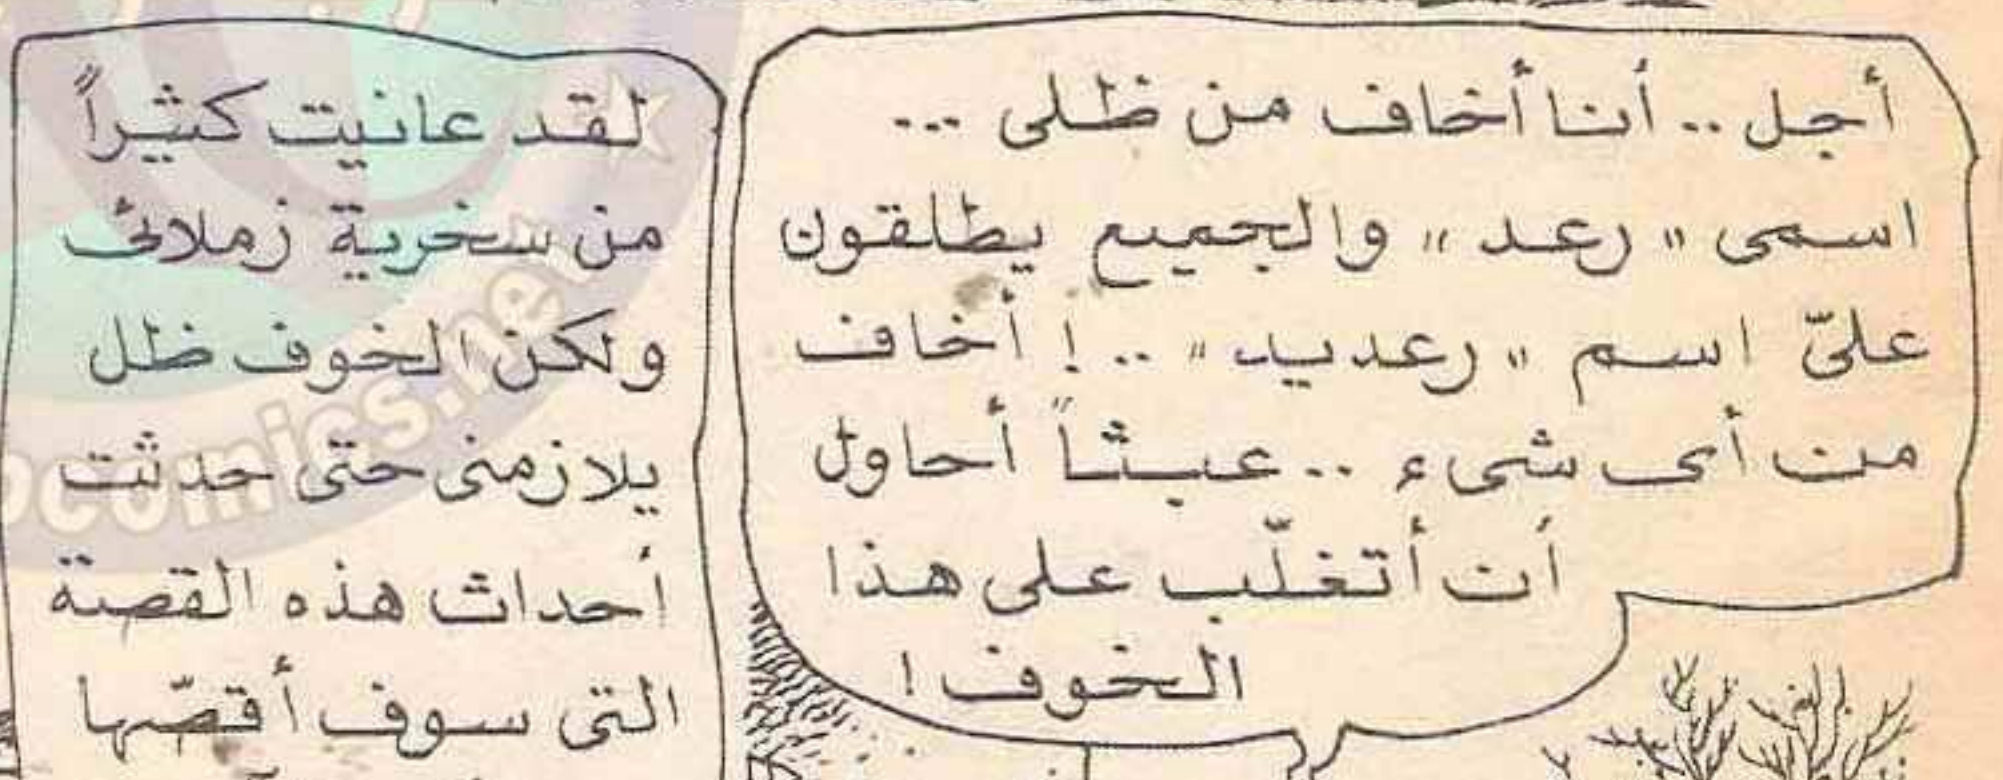 أجل .. أنا أخاف من ظلى ...
اسمى " رعد " والجميع يطلقون
علىّ اسم " رعديد " .. ! أخاف
من أى شىء .. عبثاً أحاول
أن أتغلّب على هذا
الخوف !
لقد عانيت كثيراً
من سخرية زملائى
ولكن الخوف ظل
يلازمنى حتى حدثت
أحداث هذه القصة
التى سوف أقصّها